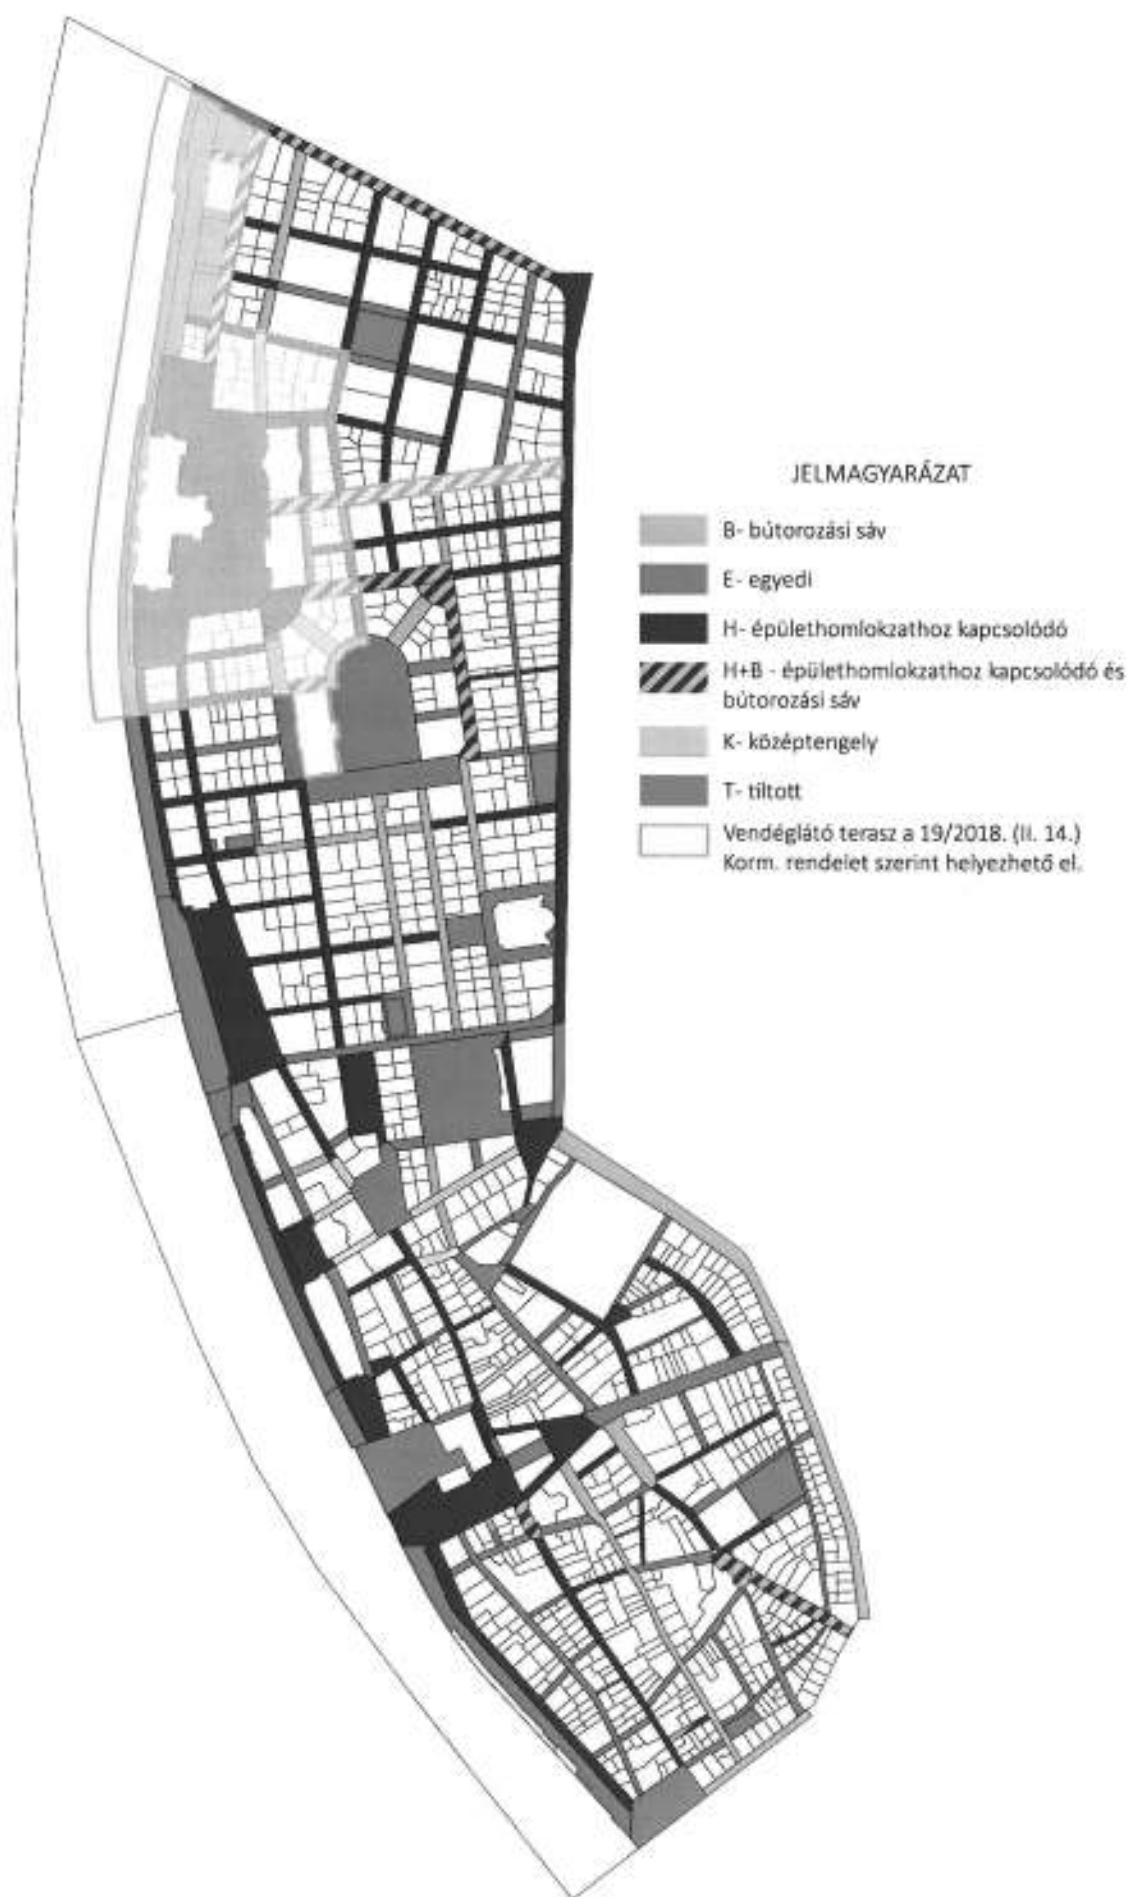 JELMAGYARÁZAT
B- bútorozási sáv
E- egyedi
H- épülethomlokzathoz kapcsolódó
H+B - épülethomlokzathoz kapcsolódó és
bútorozási sáv
K- középtengely
T- tiltott
Vendéglátó terasz a 19/2018. (II. 14.)
Korm. rendelet szerint helyezhető el.